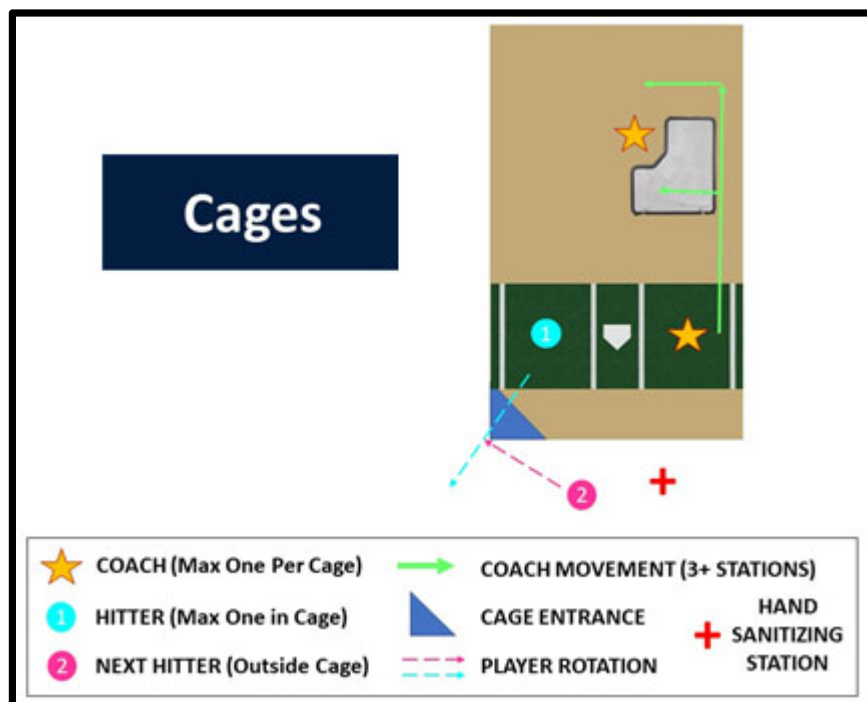 Cages
1
2
COACH (Max One Per Cage)
COACH MOVEMENT (3+ STATIONS)
1 HITTER (Max One in Cage)
CAGE ENTRANCE
HAND
SANITIZING
STATION
2 NEXT HITTER (Outside Cage)
PLAYER ROTATION